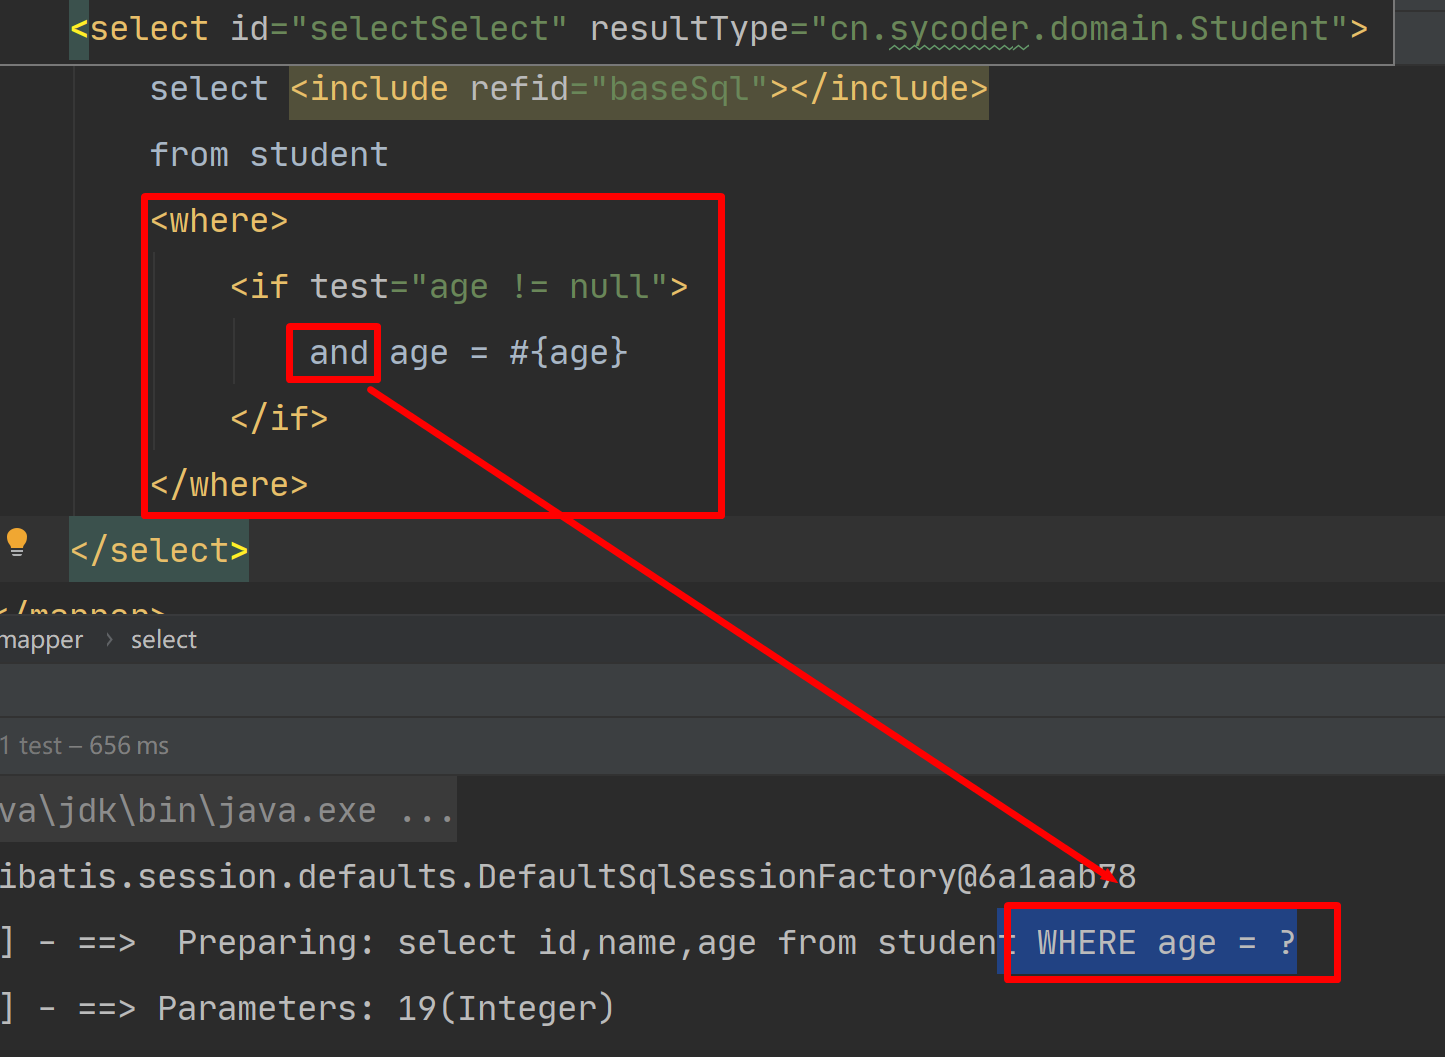 <select id="selectSelect" resultType="cn.sycoder.domain.Student">
select <include refid="baseSql"></include>
from student
<where>
<if test="age != null">
and age = #{age}
</if>
</where>
</select>
</mapper>
mapper › select
1 test – 656 ms
va\jdk\bin\java.exe ...
ibatis.session.defaults.DefaultSqlSessionFactory@6a1aab78
] - ==>  Preparing: select id,name,age from student WHERE age = ?
] - ==> Parameters: 19(Integer)